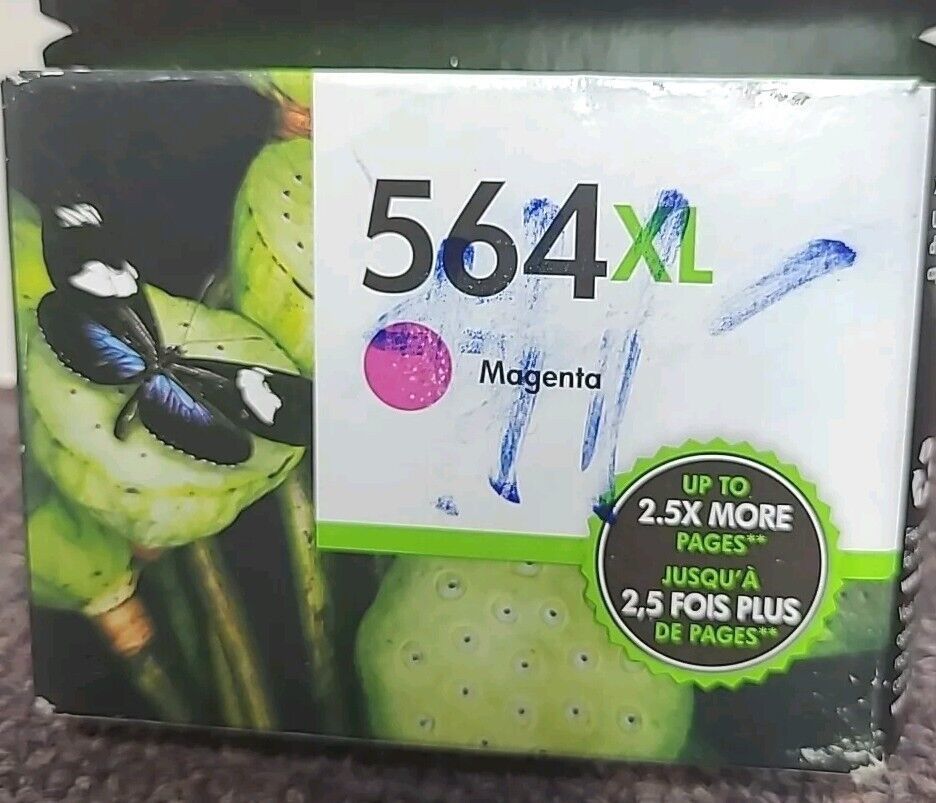 564XL
Magenta
UP TO
2.5X MORE
PAGES**
JUSQU'À
2,5 FOIS PLUS
DE PAGES**